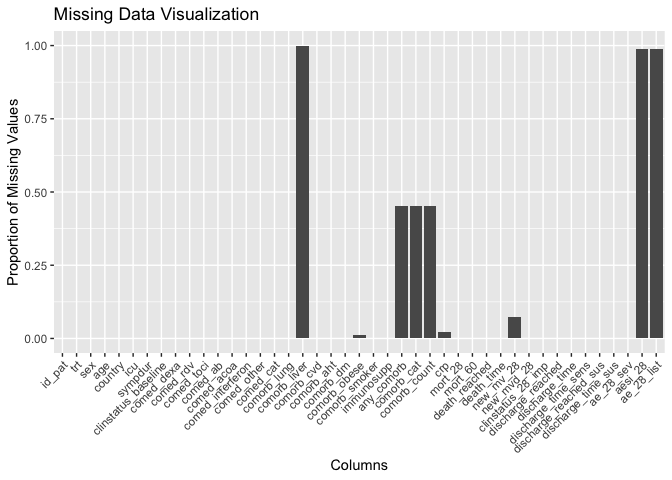 Missing Data Visualization
Proportion of Missing Values
1.00
0.75
0.50
0.25
0.00
id_pat
trt
sex
age
country
icu
sympdur
clinstatus_baseline
comed_dexa
comed_rdv
comed_toci
comed_ab
comed_acoa
comed_interferon
comed_other
comed_cat
comorb_lung
comorb_liver
comorb_cvd
comorb_aht
comorb_dm
comorb_obese
comorb_smoker
immunosupp
any_comorb
comorb_cat
comorb_count
crp
mort_28
mort_60
death_reached
death_time
new_mv_28
new_mvd_28
clinstatus_28_imp
discharge_reached
discharge_time
discharge_time_sens
discharge_reached_sus
discharge_time_sus
ae_28_sev
aesi_28
ae_28_list
Columns